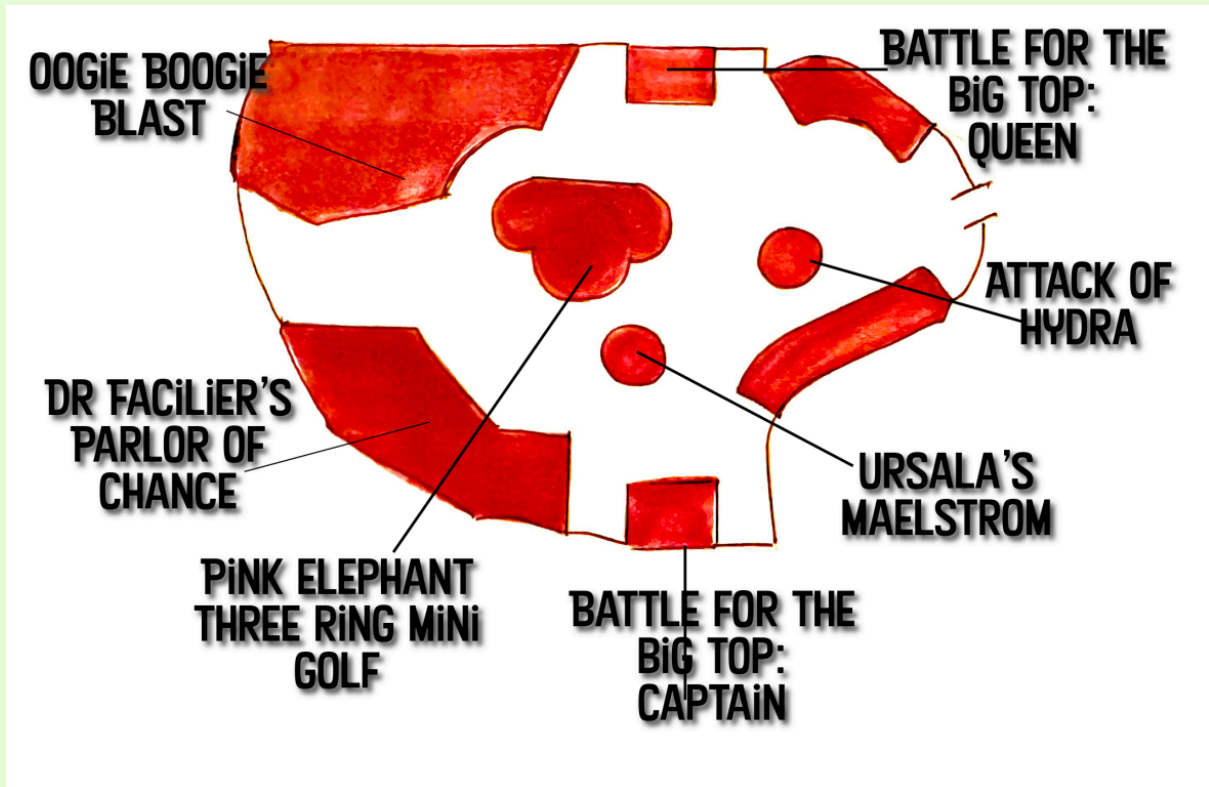 OOGiE BOOGiE
BLAST
BATTLE FOR THE
BiG TOP:
QUEEN
ATTACK OF
HYDRA
DR FACiLiER'S
PARLOR OF
CHANCE
URSALA'S
MAELSTROM
PiNK ELEPHANT
THREE RiNG MiNi
GOLF
BATTLE FOR THE
BiG TOP:
CAPTAiN